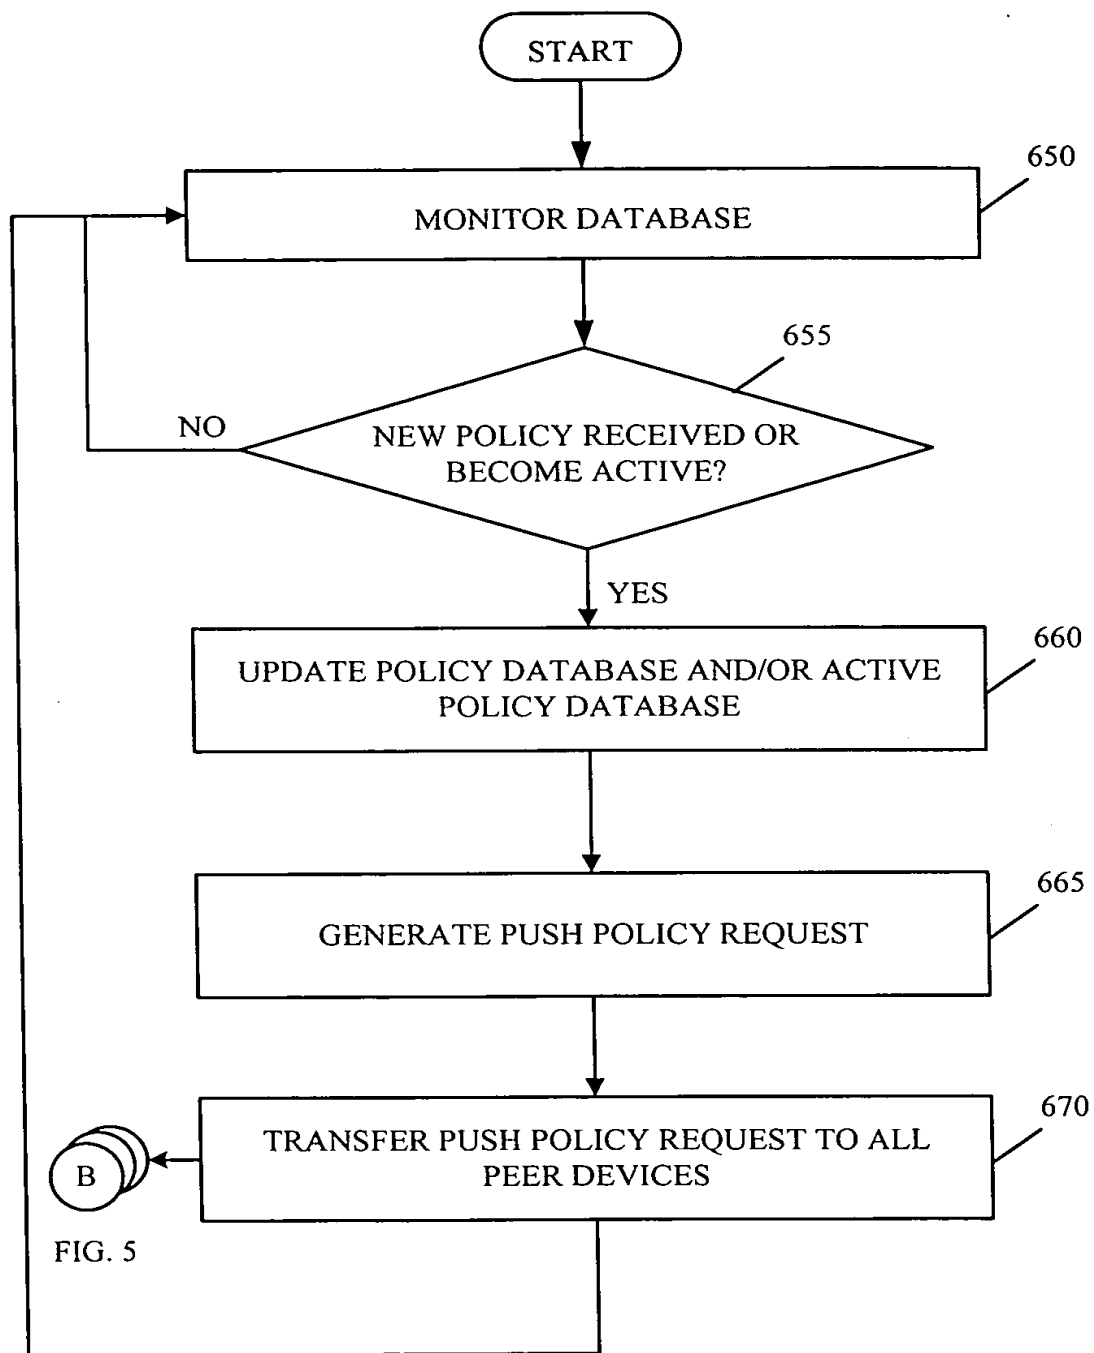 START
650
MONITOR DATABASE
655
NO
NEW POLICY RECEIVED OR
BECOME ACTIVE?
YES
660
UPDATE POLICY DATABASE AND/OR ACTIVE
POLICY DATABASE
665
GENERATE PUSH POLICY REQUEST
670
TRANSFER PUSH POLICY REQUEST TO ALL
PEER DEVICES
B
FIG. 5